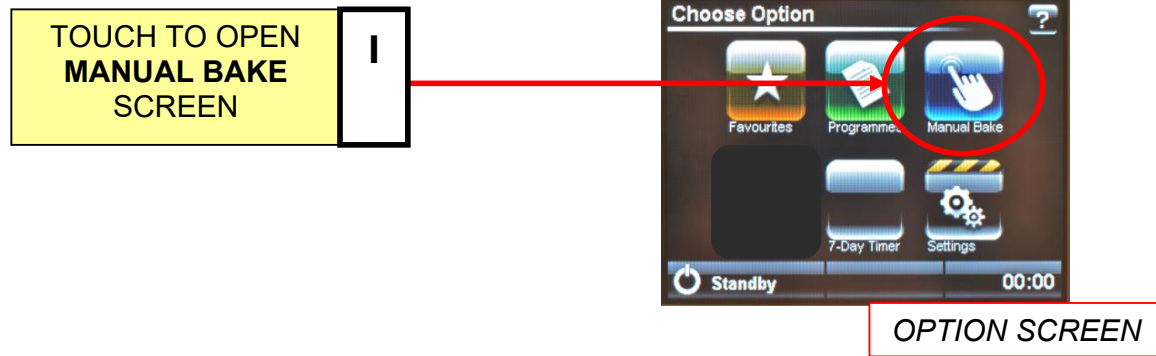 TOUCH TO OPEN
MANUAL BAKE
SCREEN
I
Choose Option
?
Favourites
Programmes
Manual Bake
7-Day Timer
Settings
Standby
00:00
OPTION SCREEN